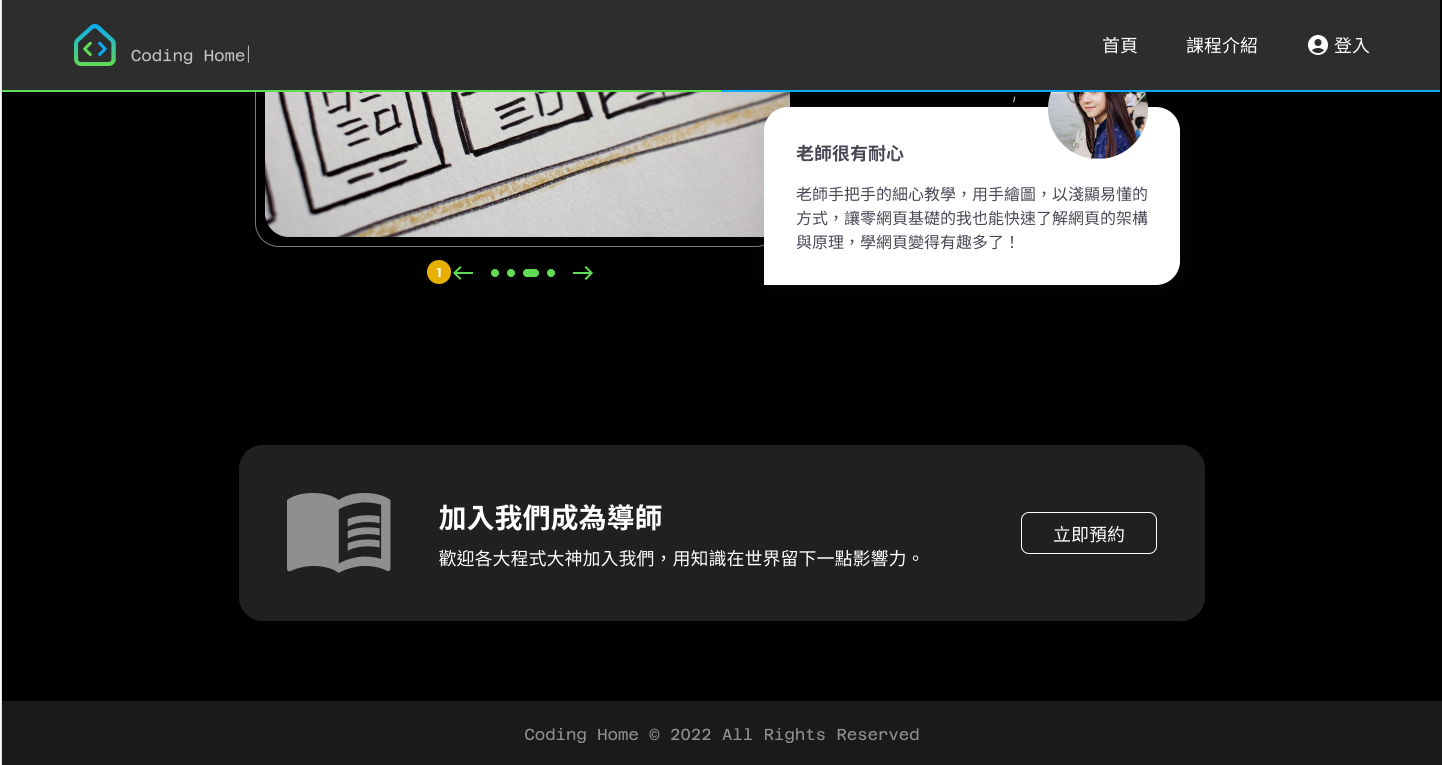 Coding Home
首頁
課程介紹
登入
老師很有耐心
老師手把手的細心教學，用手繪圖，以淺顯易懂的
方式，讓零網頁基礎的我也能快速了解網頁的架構
與原理，學網頁變得有趣多了！
1
加入我們成為導師
歡迎各大程式大神加入我們，用知識在世界留下一點影響力。
立即預約
Coding Home © 2022 All Rights Reserved